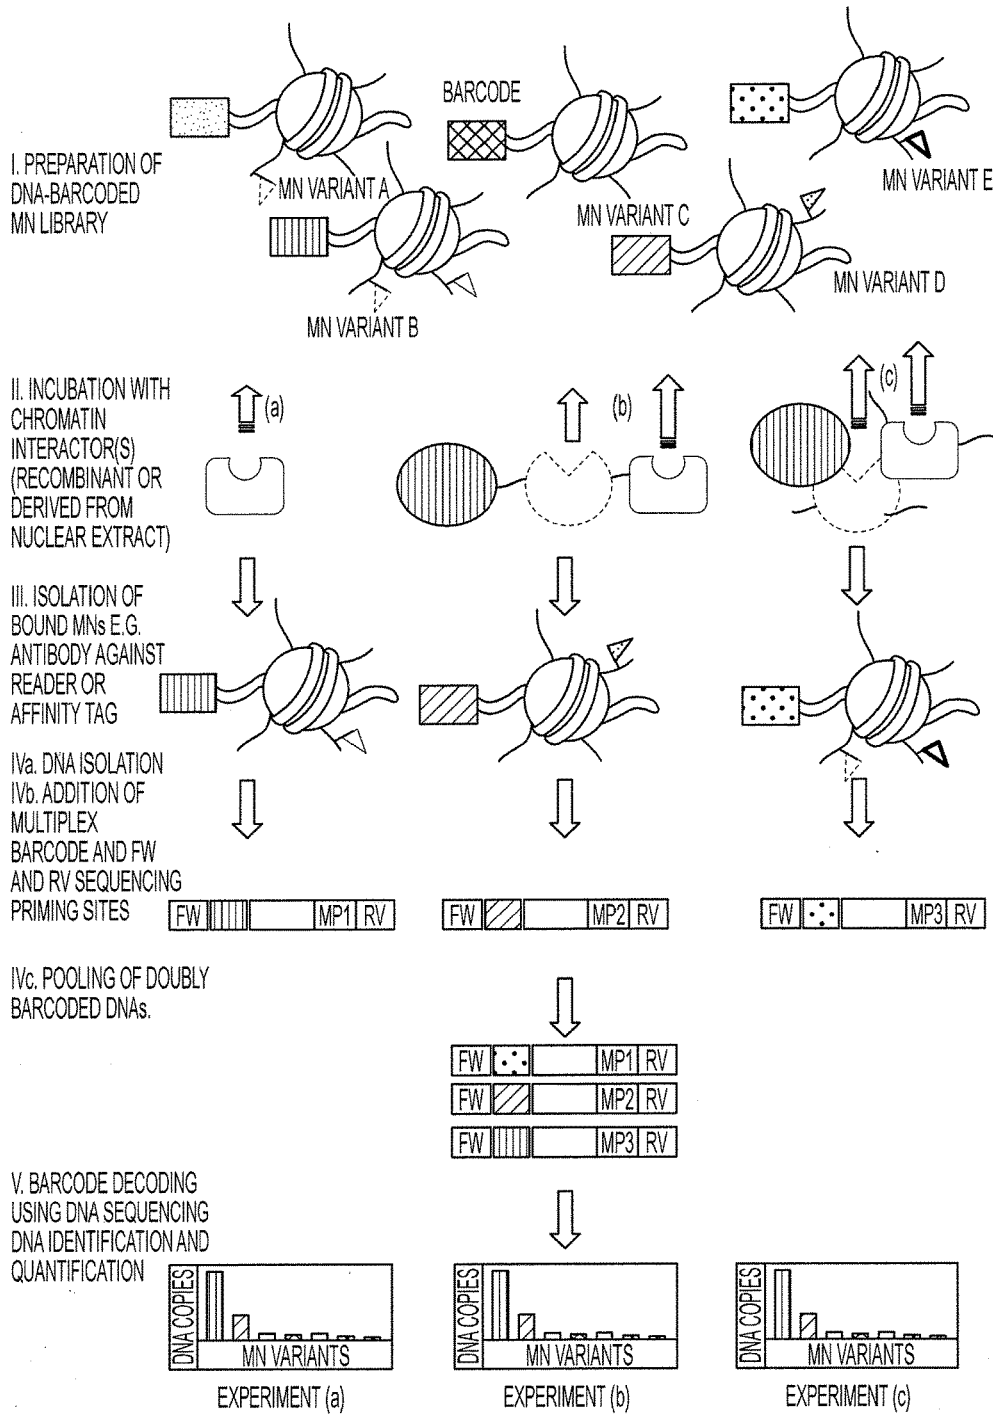 I. PREPARATION OF
DNA-BARCODED
MN LIBRARY
BARCODE
MN VARIANT A
MN VARIANT B
MN VARIANT C
MN VARIANT D
MN VARIANT E
II. INCUBATION WITH
CHROMATIN
INTERACTOR(S)
(RECOMBINANT OR
DERIVED FROM
NUCLEAR EXTRACT)
(a)
(b)
(c)
III. ISOLATION OF
BOUND MNs E.G.
ANTIBODY AGAINST
READER OR
AFFINITY TAG
IVa. DNA ISOLATION
IVb. ADDITION OF
MULTIPLEX
BARCODE AND FW
AND RV SEQUENCING
PRIMING SITES
FW MP1 RV
FW MP2 RV
FW MP3 RV
IVc. POOLING OF DOUBLY
BARCODED DNAs.
FW MP1 RV
FW MP2 RV
FW MP3 RV
V. BARCODE DECODING
USING DNA SEQUENCING
DNA IDENTIFICATION AND
QUANTIFICATION
DNA COPIES
MN VARIANTS
EXPERIMENT (a)
DNA COPIES
MN VARIANTS
EXPERIMENT (b)
DNA COPIES
MN VARIANTS
EXPERIMENT (c)